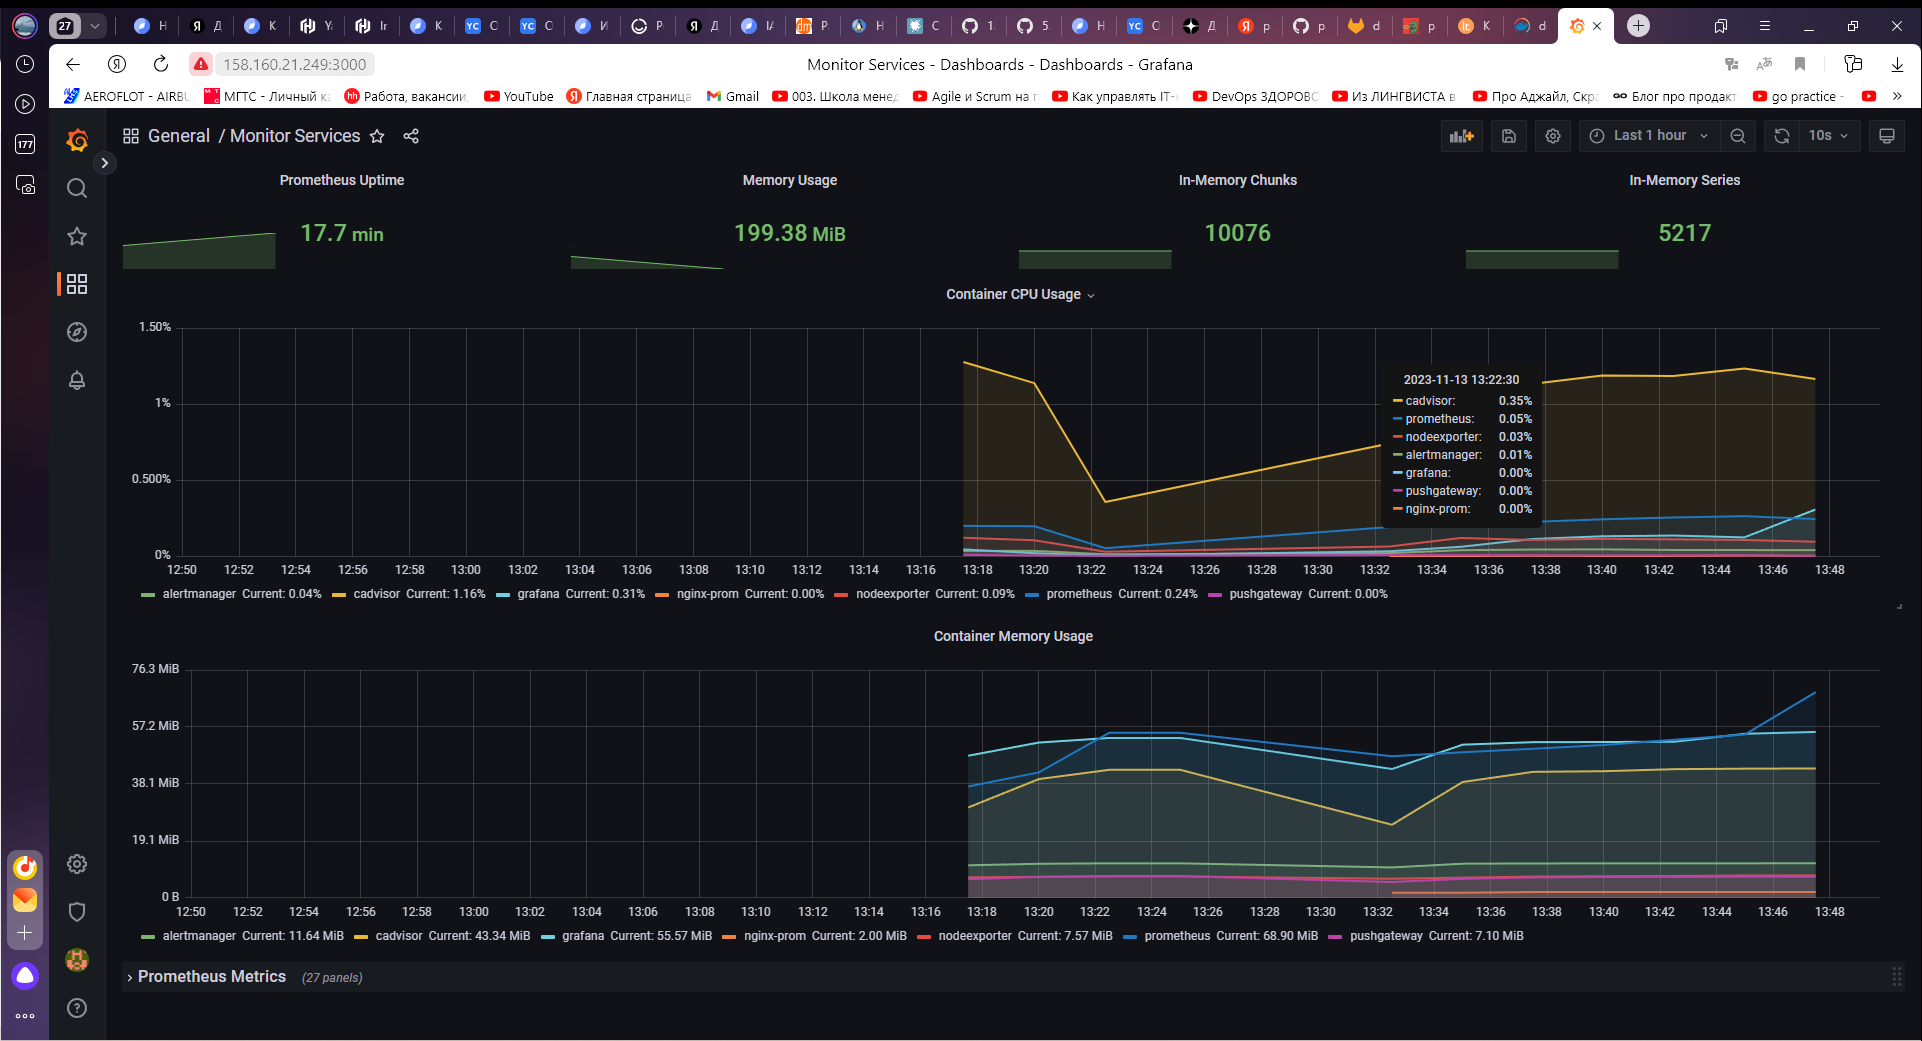 27 Н Д К Y Ir К О О И Р Д IA Р Н С 1 5 Н О Д р р d р К d
158.160.21.249:3000
Monitor Services - Dashboards - Dashboards - Grafana
AEROFLOT - AIRBU МГТС - Личный ка Работа, вакансии, YouTube Главная страница Gmail 003. Школа менед Agile и Scrum на п Как управлять IT- DevOps ЗДОРОВО Из ЛИНГВИСТА в Про Аджайл, Скра Блог про продакт go practice - »
177
General / Monitor Services
Last 1 hour
10s
Prometheus Uptime
17.7 min
Memory Usage
199.38 MiB
In-Memory Chunks
10076
In-Memory Series
5217
Container CPU Usage
1.50%
1%
0.500%
0%
12:50 12:52 12:54 12:56 12:58 13:00 13:02 13:04 13:06 13:08 13:10 13:12 13:14 13:16 13:18 13:20 13:22 13:24 13:26 13:28 13:30 13:32 13:34 13:36 13:38 13:40 13:42 13:44 13:46 13:48
2023-11-13 13:22:30
cadvisor: 0.35%
prometheus: 0.05%
nodeexporter: 0.03%
alertmanager: 0.01%
grafana: 0.00%
pushgateway: 0.00%
nginx-prom: 0.00%
alertmanager Current: 0.04% cadvisor Current: 1.16% grafana Current: 0.31% nginx-prom Current: 0.00% nodeexporter Current: 0.09% prometheus Current: 0.24% pushgateway Current: 0.00%
Container Memory Usage
76.3 MiB
57.2 MiB
38.1 MiB
19.1 MiB
0 B
12:50 12:52 12:54 12:56 12:58 13:00 13:02 13:04 13:06 13:08 13:10 13:12 13:14 13:16 13:18 13:20 13:22 13:24 13:26 13:28 13:30 13:32 13:34 13:36 13:38 13:40 13:42 13:44 13:46 13:48
alertmanager Current: 11.64 MiB cadvisor Current: 43.34 MiB grafana Current: 55.57 MiB nginx-prom Current: 2.00 MiB nodeexporter Current: 7.57 MiB prometheus Current: 68.90 MiB pushgateway Current: 7.10 MiB
Prometheus Metrics (27 panels)